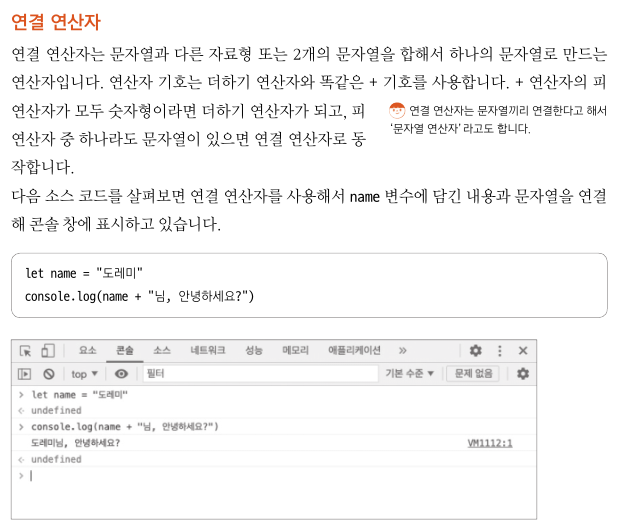 연결 연산자
연결 연산자는 문자열과 다른 자료형 또는 2개의 문자열을 합해서 하나의 문자열로 만드는
연산자입니다. 연산자 기호는 더하기 연산자와 똑같은 + 기호를 사용합니다. + 연산자의 피
연산자가 모두 숫자형이라면 더하기 연산자가 되고, 피
연산자 중 하나라도 문자열이 있으면 연결 연산자로 동
작합니다.
연결 연산자는 문자열끼리 연결한다고 해서
'문자열 연산자' 라고도 합니다.
다음 소스 코드를 살펴보면 연결 연산자를 사용해서 name 변수에 담긴 내용과 문자열을 연결
해 콘솔 창에 표시하고 있습니다.
let name = "도레미"
console.log(name + "님, 안녕하세요?")
요소 콘솔 소스 네트워크 성능 메모리 애플리케이션 »
top ▼ 필터 기본 수준 ▼ 문제 없음
> let name = "도레미"
<· undefined
> console.log(name + "님, 안녕하세요?")
도레미님, 안녕하세요? VM1112:1
<· undefined
>